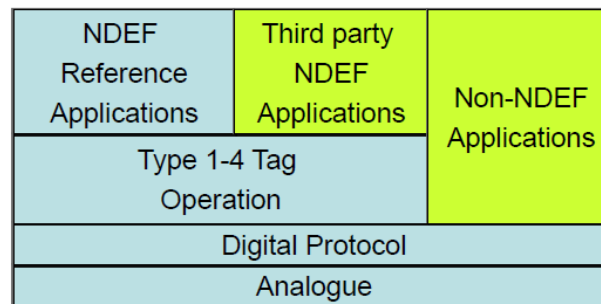 NDEF
Reference
Applications
Third party
NDEF
Applications
Non-NDEF
Applications
Type 1-4 Tag
Operation
Digital Protocol
Analogue